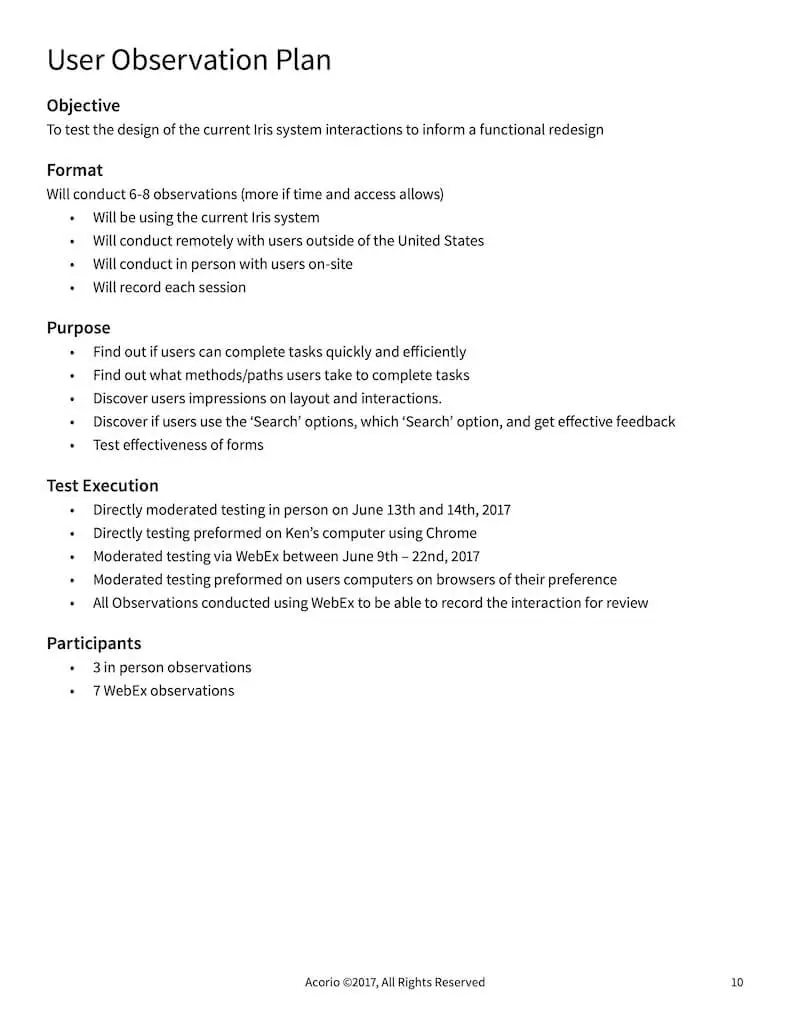 User Observation Plan
Objective
To test the design of the current Iris system interactions to inform a functional redesign
Format
Will conduct 6-8 observations (more if time and access allows)
• Will be using the current Iris system
• Will conduct remotely with users outside of the United States
• Will conduct in person with users on-site
• Will record each session
Purpose
• Find out if users can complete tasks quickly and efficiently
• Find out what methods/paths users take to complete tasks
• Discover users impressions on layout and interactions.
• Discover if users use the ‘Search’ options, which ‘Search’ option, and get effective feedback
• Test effectiveness of forms
Test Execution
• Directly moderated testing in person on June 13th and 14th, 2017
• Directly testing preformed on Ken’s computer using Chrome
• Moderated testing via WebEx between June 9th – 22nd, 2017
• Moderated testing preformed on users computers on browsers of their preference
• All Observations conducted using WebEx to be able to record the interaction for review
Participants
• 3 in person observations
• 7 WebEx observations
Acorio ©2017, All Rights Reserved
10